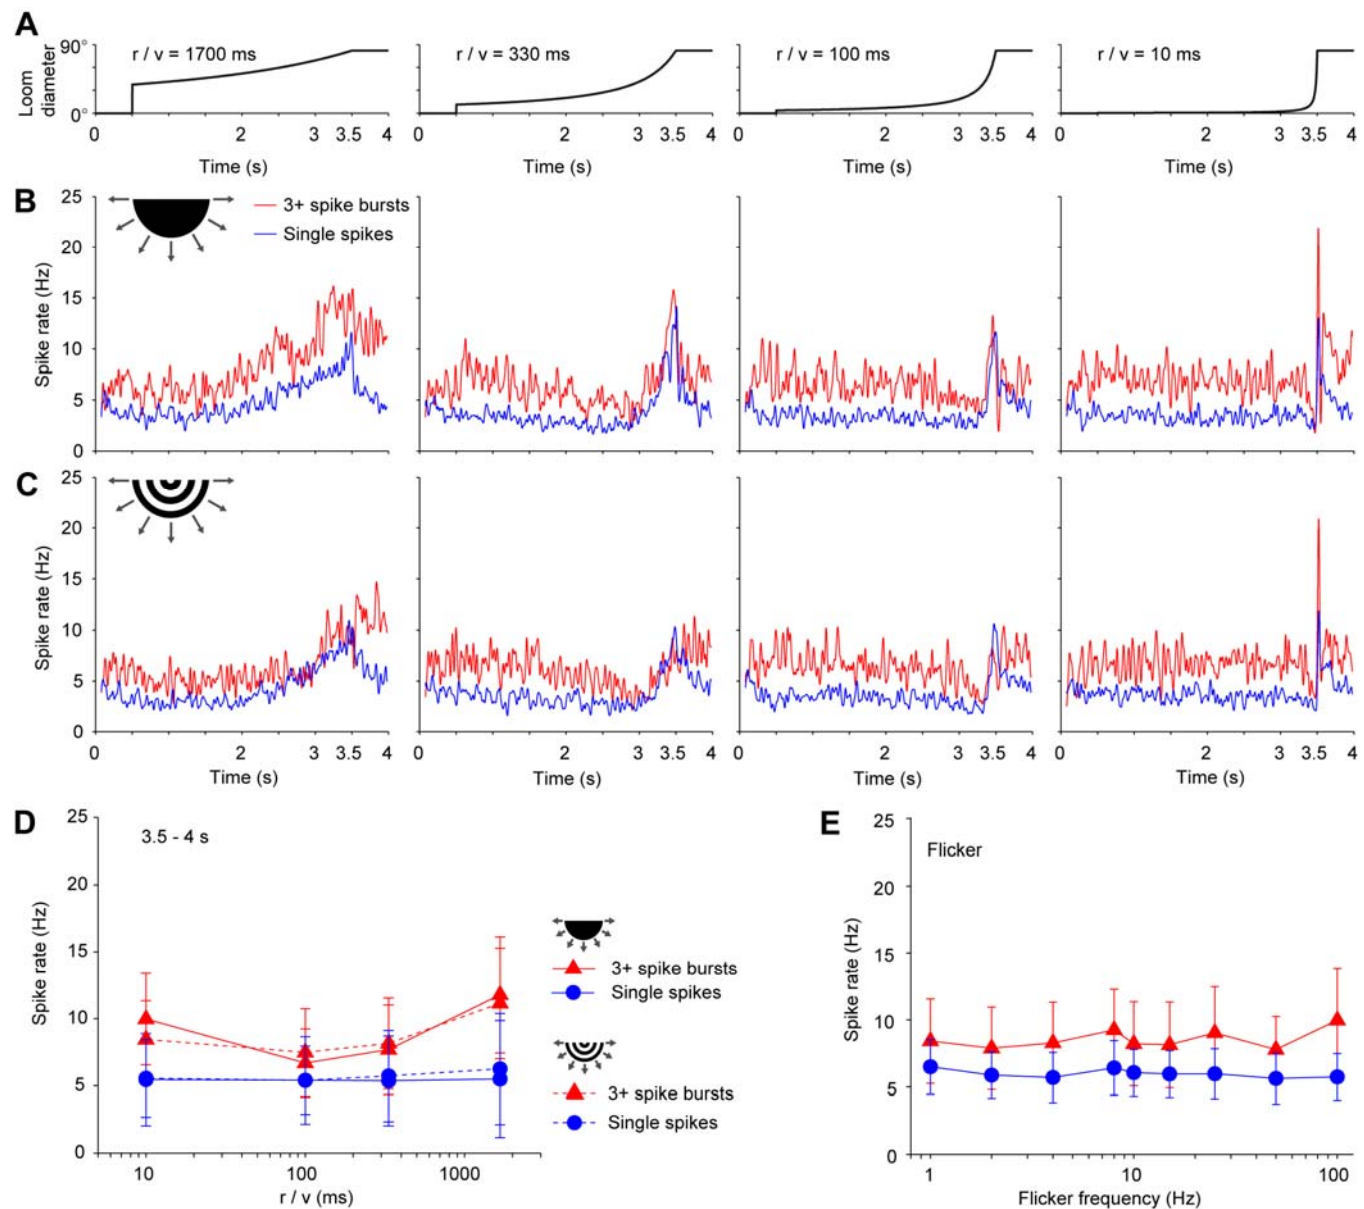 A
r / v = 1700 ms
r / v = 330 ms
r / v = 100 ms
r / v = 10 ms
Loom
diameter
90°
0°
0 2 3 3.5 4
0 2 3 3.5 4
0 2 3 3.5 4
0 2 3 3.5 4
Time (s)
Time (s)
Time (s)
Time (s)
B
3+ spike bursts
Single spikes
Spike rate (Hz)
25
20
15
10
5
0
C
Spike rate (Hz)
25
20
15
10
5
0
0 2 3 3.5 4
0 2 3 3.5 4
0 2 3 3.5 4
0 2 3 3.5 4
Time (s)
Time (s)
Time (s)
Time (s)
D
3.5 - 4 s
Spike rate (Hz)
25
20
15
10
5
0
10 100 1000
r / v (ms)
3+ spike bursts
Single spikes
3+ spike bursts
Single spikes
E
Flicker
Spike rate (Hz)
25
20
15
10
5
0
1 10 100
Flicker frequency (Hz)